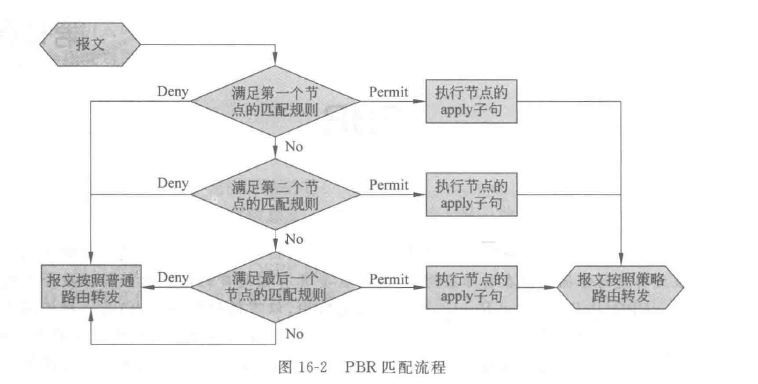 报文
Deny
满足第一个节
点的匹配规则
Permit
执行节点的
apply子句
No
Deny
满足第二个节
点的匹配规则
Permit
执行节点的
apply子句
No
报文按照普通
路由转发
Deny
满足最后一个
节点的匹配规则
Permit
执行节点的
apply子句
报文按照策略
路由转发
No
图 16-2 PBR 匹配流程